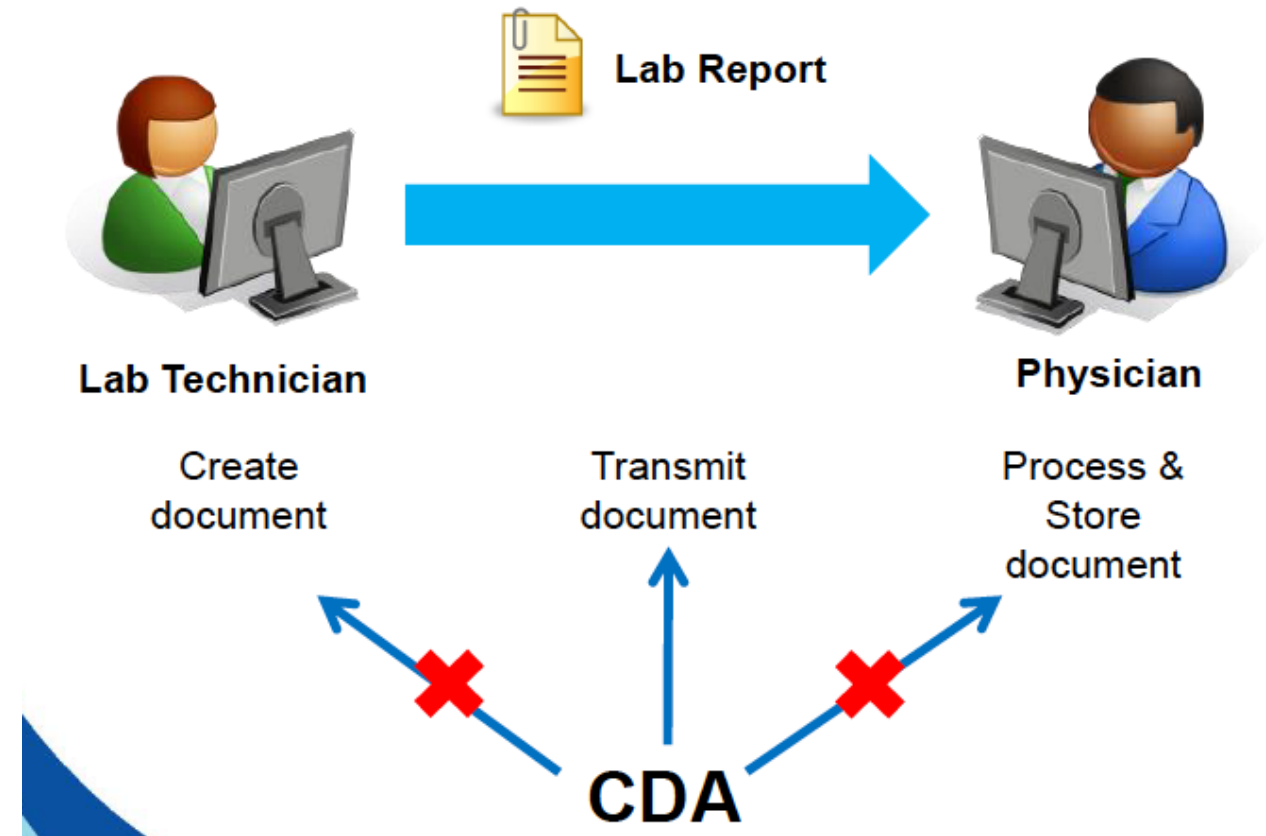 Lab Report
Lab Technician
Physician
Create
document
Transmit
document
Process &
Store
document
CDA